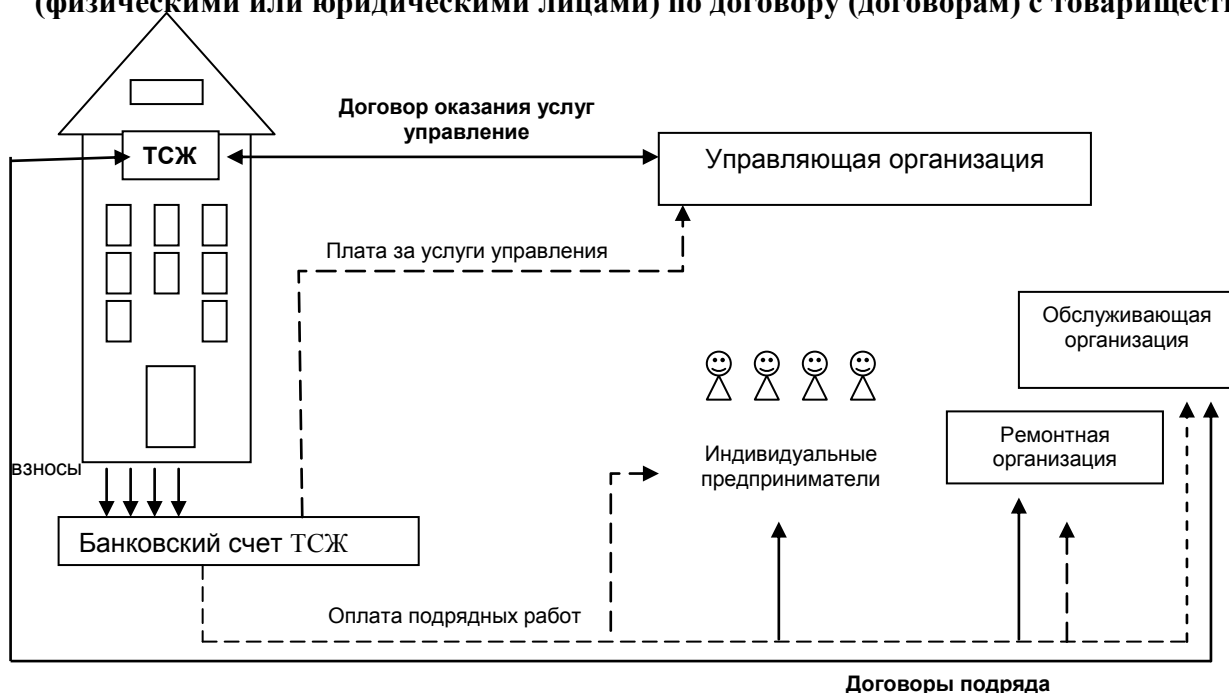 (физическими или юридическими лицами) по договору (договорам) с
Договор оказания услуг
управление
ТСЖ
Управляющая организация
Плата за услуги управления
Обслуживающая
организация
Ремонтная
организация
Индивидуальные
предприниматели
взносы
Банковский счет ТСЖ
Оплата подрядных работ
Договоры подряда